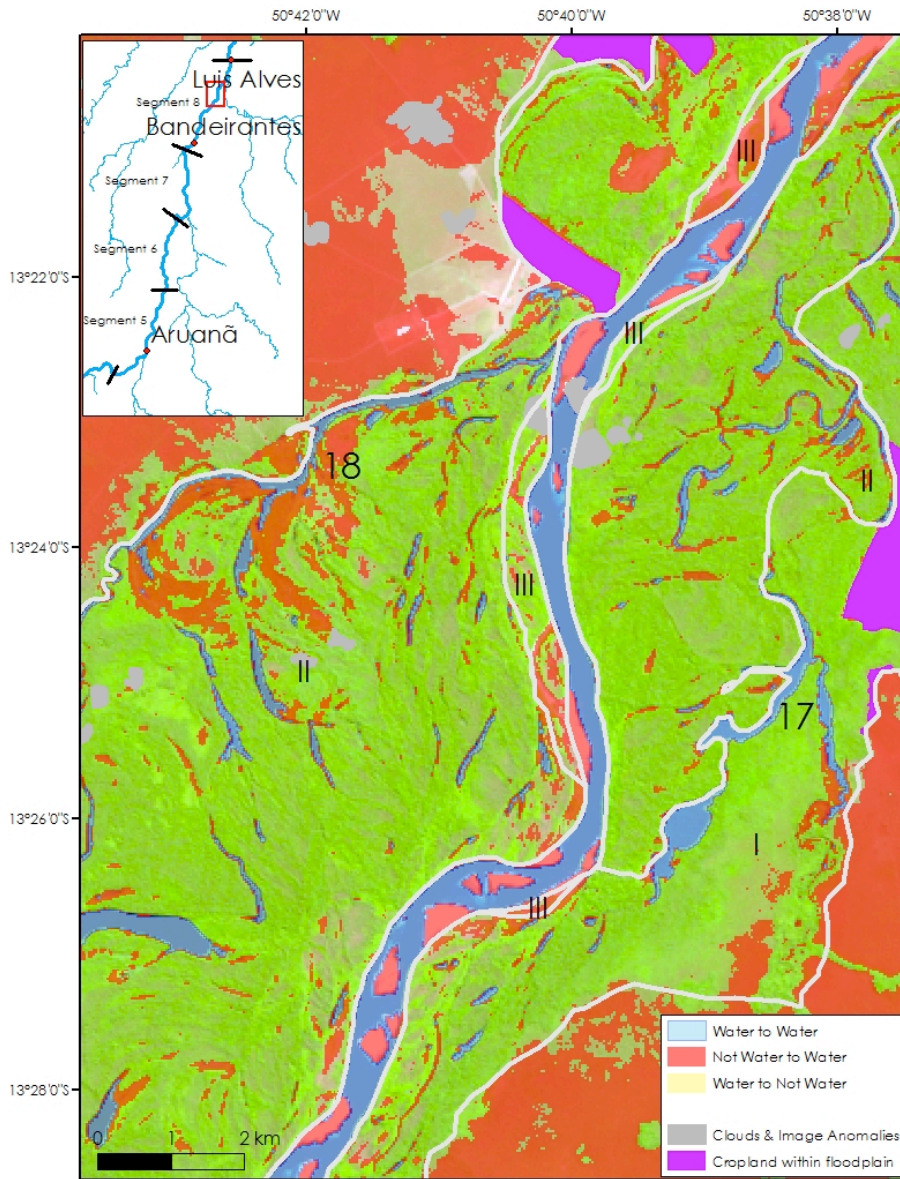 50°42'0"W 50°40'0"W 50°38'0"W
Luis Alves
Segment 8
Bandeirantes
Segment 7
Segment 6
Segment 5
Aruanã
13°22'0"S
13°24'0"S
13°26'0"S
13°28'0"S
III
III
18
II
III
II
17
I
III
0 1 2 km
Water to Water
Not Water to Water
Water to Not Water
Clouds & Image Anomalies
Cropland within floodplain